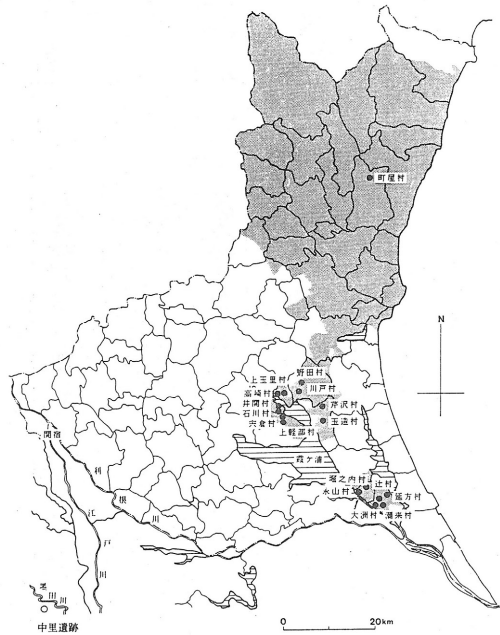 町屋村
N
野田村
上玉里村
川戸村
高崎村
井関村
芹沢村
石川村
玉造村
宍倉村
上軽部村
霞ケ浦
関宿
利根川
江戸川
堀之内村
辻村
永山村
延方村
大洲村
潮来村
芝川
中里遺跡
0
20km